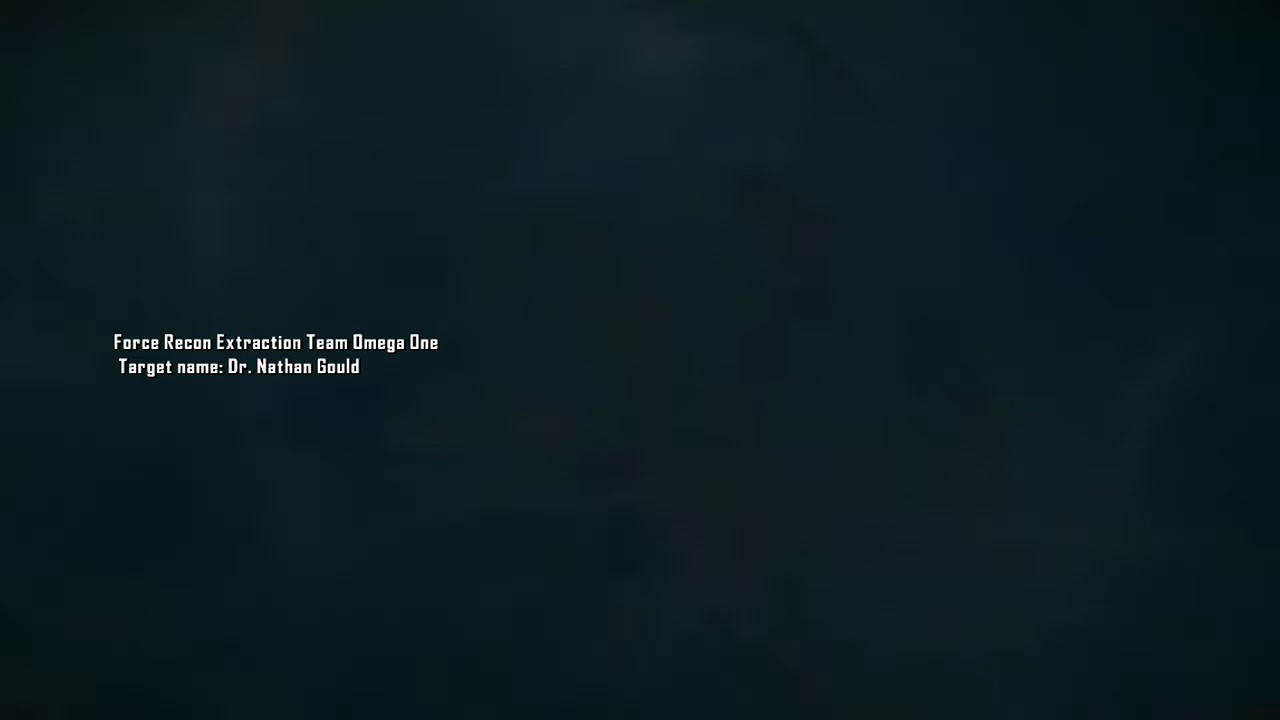 Force Recon Extraction Team Omega One
Target name: Dr. Nathan Gould